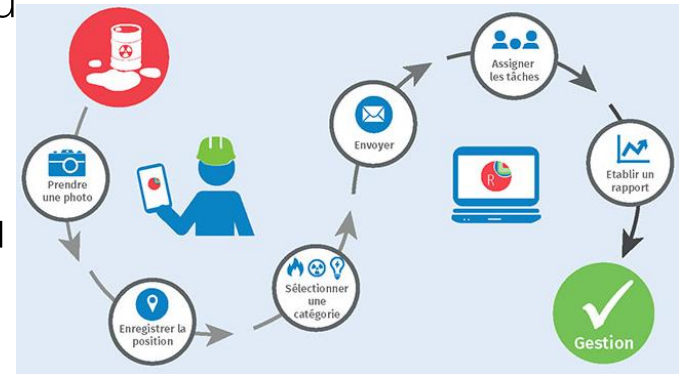 Prendre
une photo
Enregistrer la
position
Sélectionner
une
catégorie
Envoyer
Assigner
les tâches
R
Etablir un
rapport
Gestion